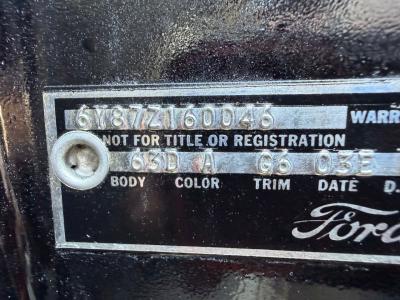 6Y87Z160046 WARR
NOT FOR TITLE OR REGISTRATION
63D A G6 03E
BODY COLOR TRIM DATE D.
Ford